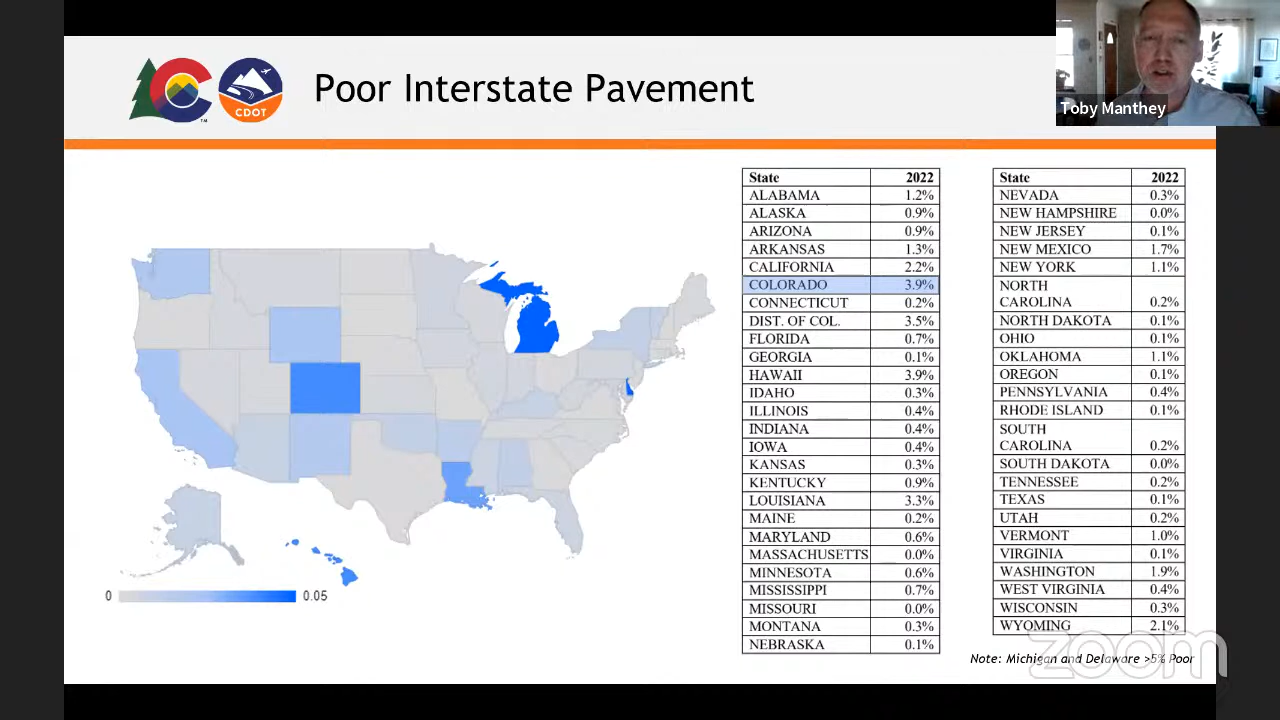 CDOT
Poor Interstate Pavement
Toby Manthey
State 2022
ALABAMA 1.2%
ALASKA 0.9%
ARIZONA 0.9%
ARKANSAS 1.3%
CALIFORNIA 2.2%
COLORADO 3.9%
CONNECTICUT 0.2%
DIST. OF COL. 3.5%
FLORIDA 0.7%
GEORGIA 0.1%
HAWAII 3.9%
IDAHO 0.3%
ILLINOIS 0.4%
INDIANA 0.4%
IOWA 0.4%
KANSAS 0.3%
KENTUCKY 0.9%
LOUISIANA 3.3%
MAINE 0.2%
MARYLAND 0.6%
MASSACHUSETTS 0.0%
MINNESOTA 0.6%
MISSISSIPPI 0.7%
MISSOURI 0.0%
MONTANA 0.3%
NEBRASKA 0.1%
State 2022
NEVADA 0.3%
NEW HAMPSHIRE 0.0%
NEW JERSEY 0.1%
NEW MEXICO 1.7%
NEW YORK 1.1%
NORTH
CAROLINA 0.2%
NORTH DAKOTA 0.1%
OHIO 0.1%
OKLAHOMA 1.1%
OREGON 0.1%
PENNSYLVANIA 0.4%
RHODE ISLAND 0.1%
SOUTH
CAROLINA 0.2%
SOUTH DAKOTA 0.0%
TENNESSEE 0.2%
TEXAS 0.1%
UTAH 0.2%
VERMONT 1.0%
VIRGINIA 0.1%
WASHINGTON 1.9%
WEST VIRGINIA 0.4%
WISCONSIN 0.3%
WYOMING 2.1%
0 0.05
Note: Michigan and Delaware >5% Poor
zoom